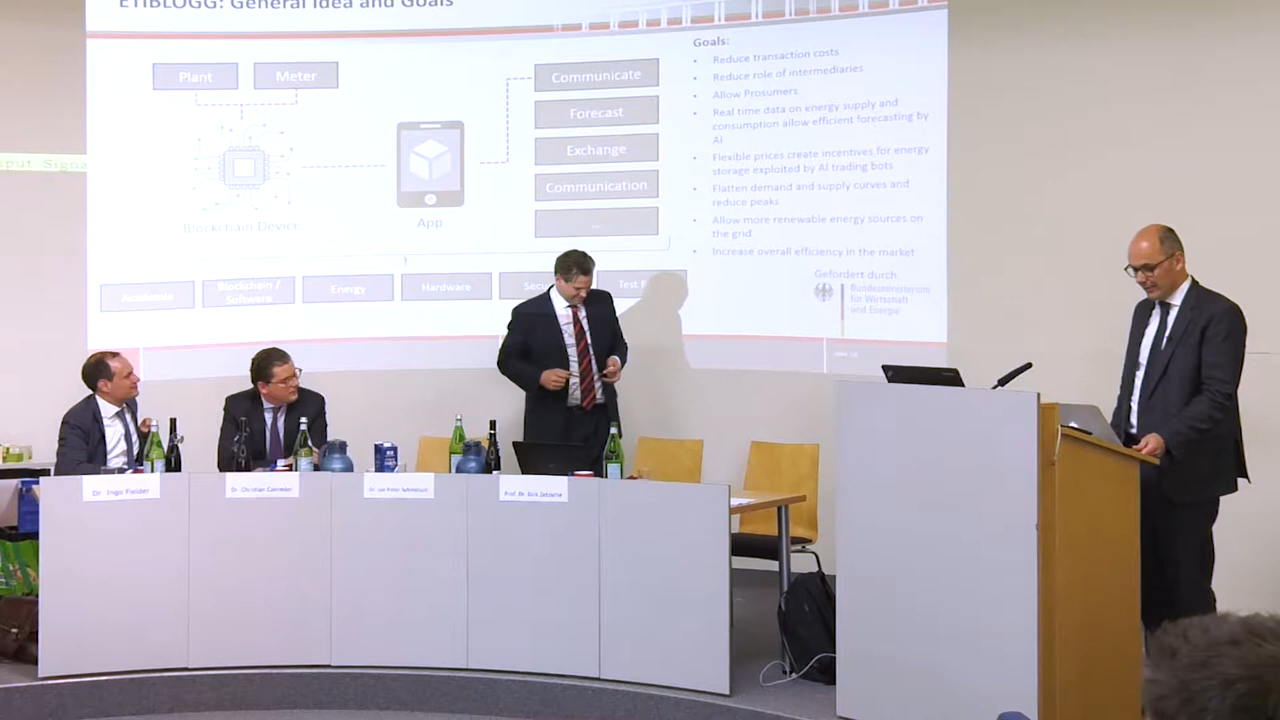 ETIBLOGG: General Idea and Goals
Plant
Meter
Blockchain Device
App
Communicate
Forecast
Exchange
Communication
...
Goals:
• Reduce transaction costs
• Reduce role of intermediaries
• Allow Prosumers
• Real time data on energy supply and
consumption allow efficient forecasting by
AI
• Flexible prices create incentives for energy
storage exploited by AI trading bots
• Flatten demand and supply curves and
reduce peaks
• Allow more renewable energy sources on
the grid
• Increase overall efficiency in the market
Academia
Blockchain /
Software
Energy
Hardware
Test
Gefördert durch
Bundesministerium
für Wirtschaft
und Energie
Dr. Ingo Fiedler
Dr. Christian
Dr. Jan-Peter
Prof. Dr. Dirk Zetzsche